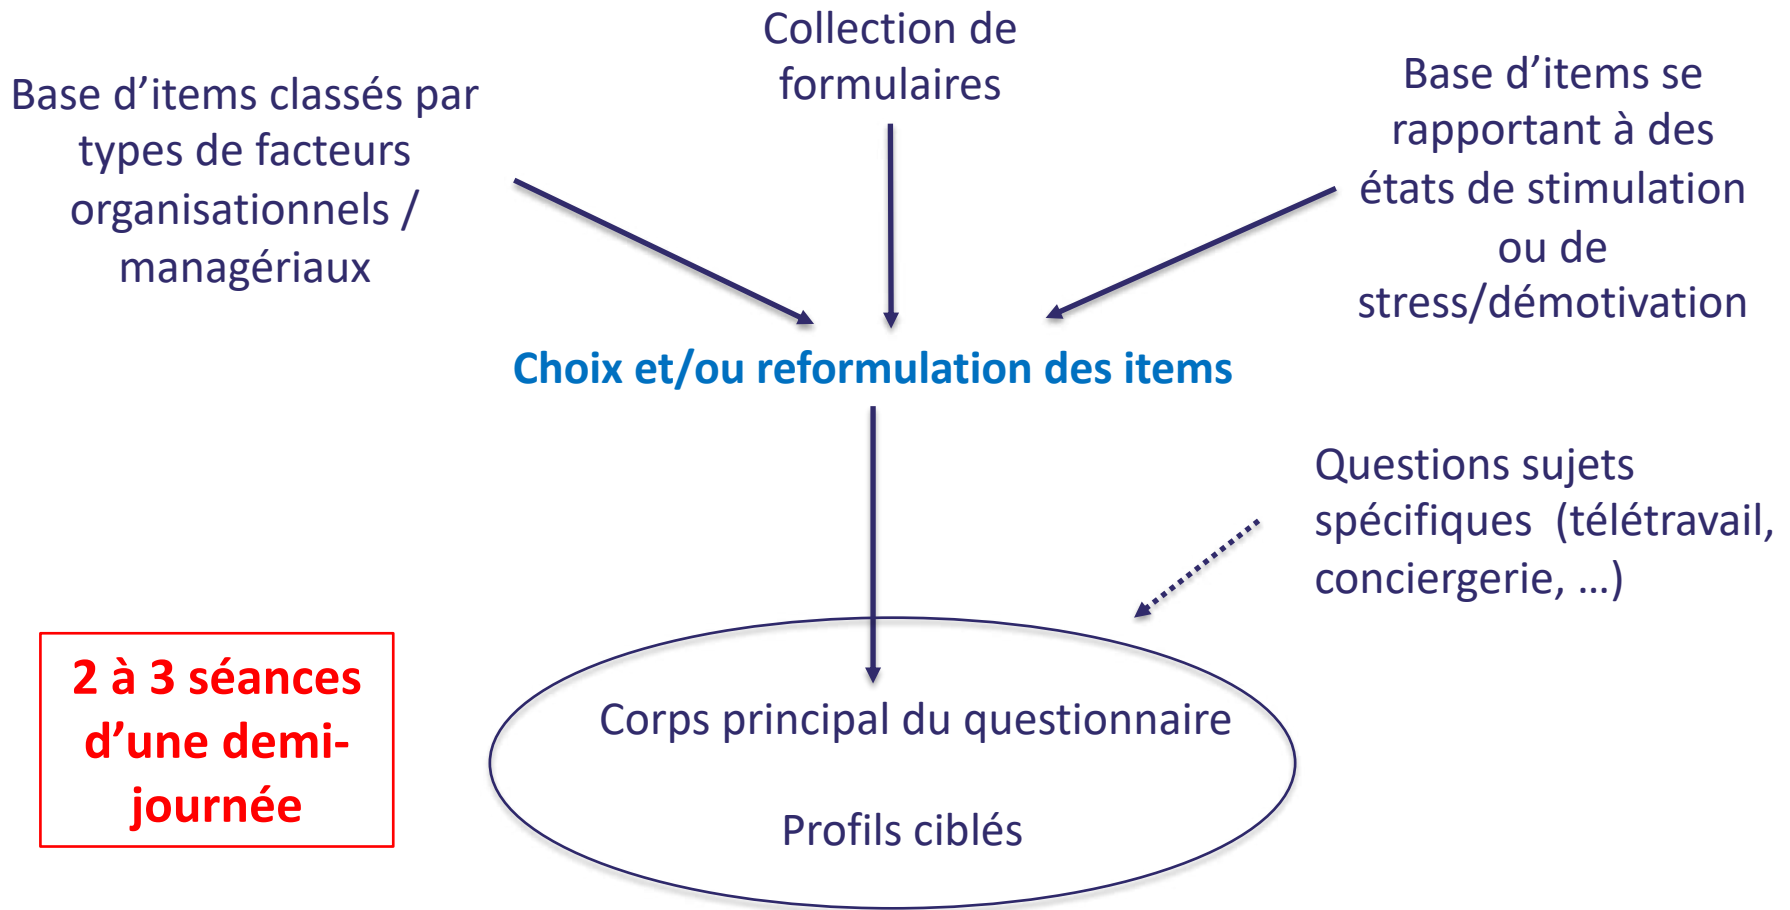 Collection de
formulaires
Base d’items classés par
types de facteurs
organisationnels /
managériaux
Base d’items se
rapportant à des
états de stimulation
ou de
stress/démotivation
Choix et/ou reformulation des items
Questions sujets
spécifiques  (télétravail,
conciergerie, …)
2 à 3 séances
d’une demi-
journée
Corps principal du questionnaire
Profils ciblés